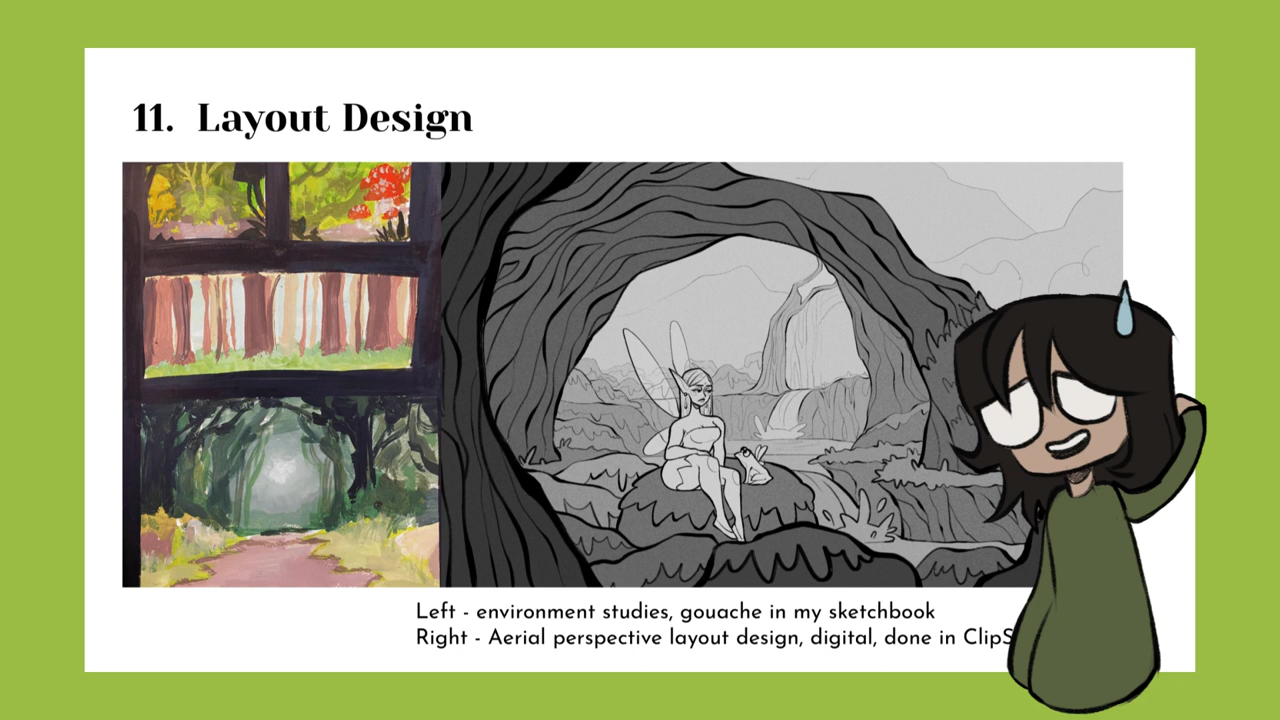 11. Layout Design
Left - environment studies, gouache in my sketchbook
Right - Aerial perspective layout design, digital, done in